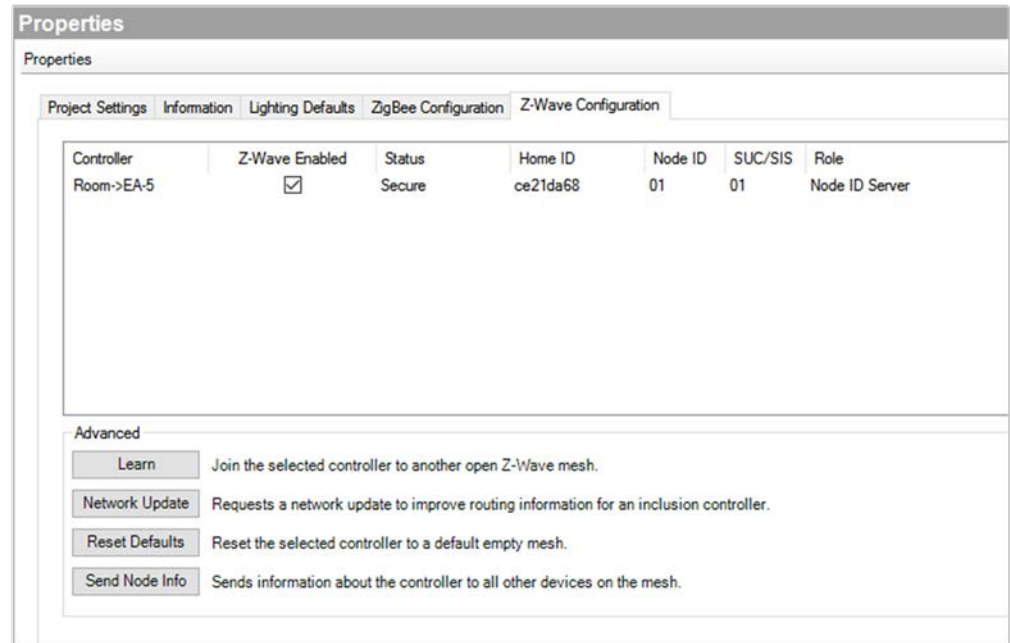 Properties
Properties
Project Settings Information Lighting Defaults ZigBee Configuration Z-Wave Configuration
Controller Z-Wave Enabled Status Home ID Node ID SUC/SIS Role
Room->EA-5 Secure ce21da68 01 01 Node ID Server
Advanced
Learn Join the selected controller to another open Z-Wave mesh.
Network Update Requests a network update to improve routing information for an inclusion controller.
Reset Defaults Reset the selected controller to a default empty mesh.
Send Node Info Sends information about the controller to all other devices on the mesh.